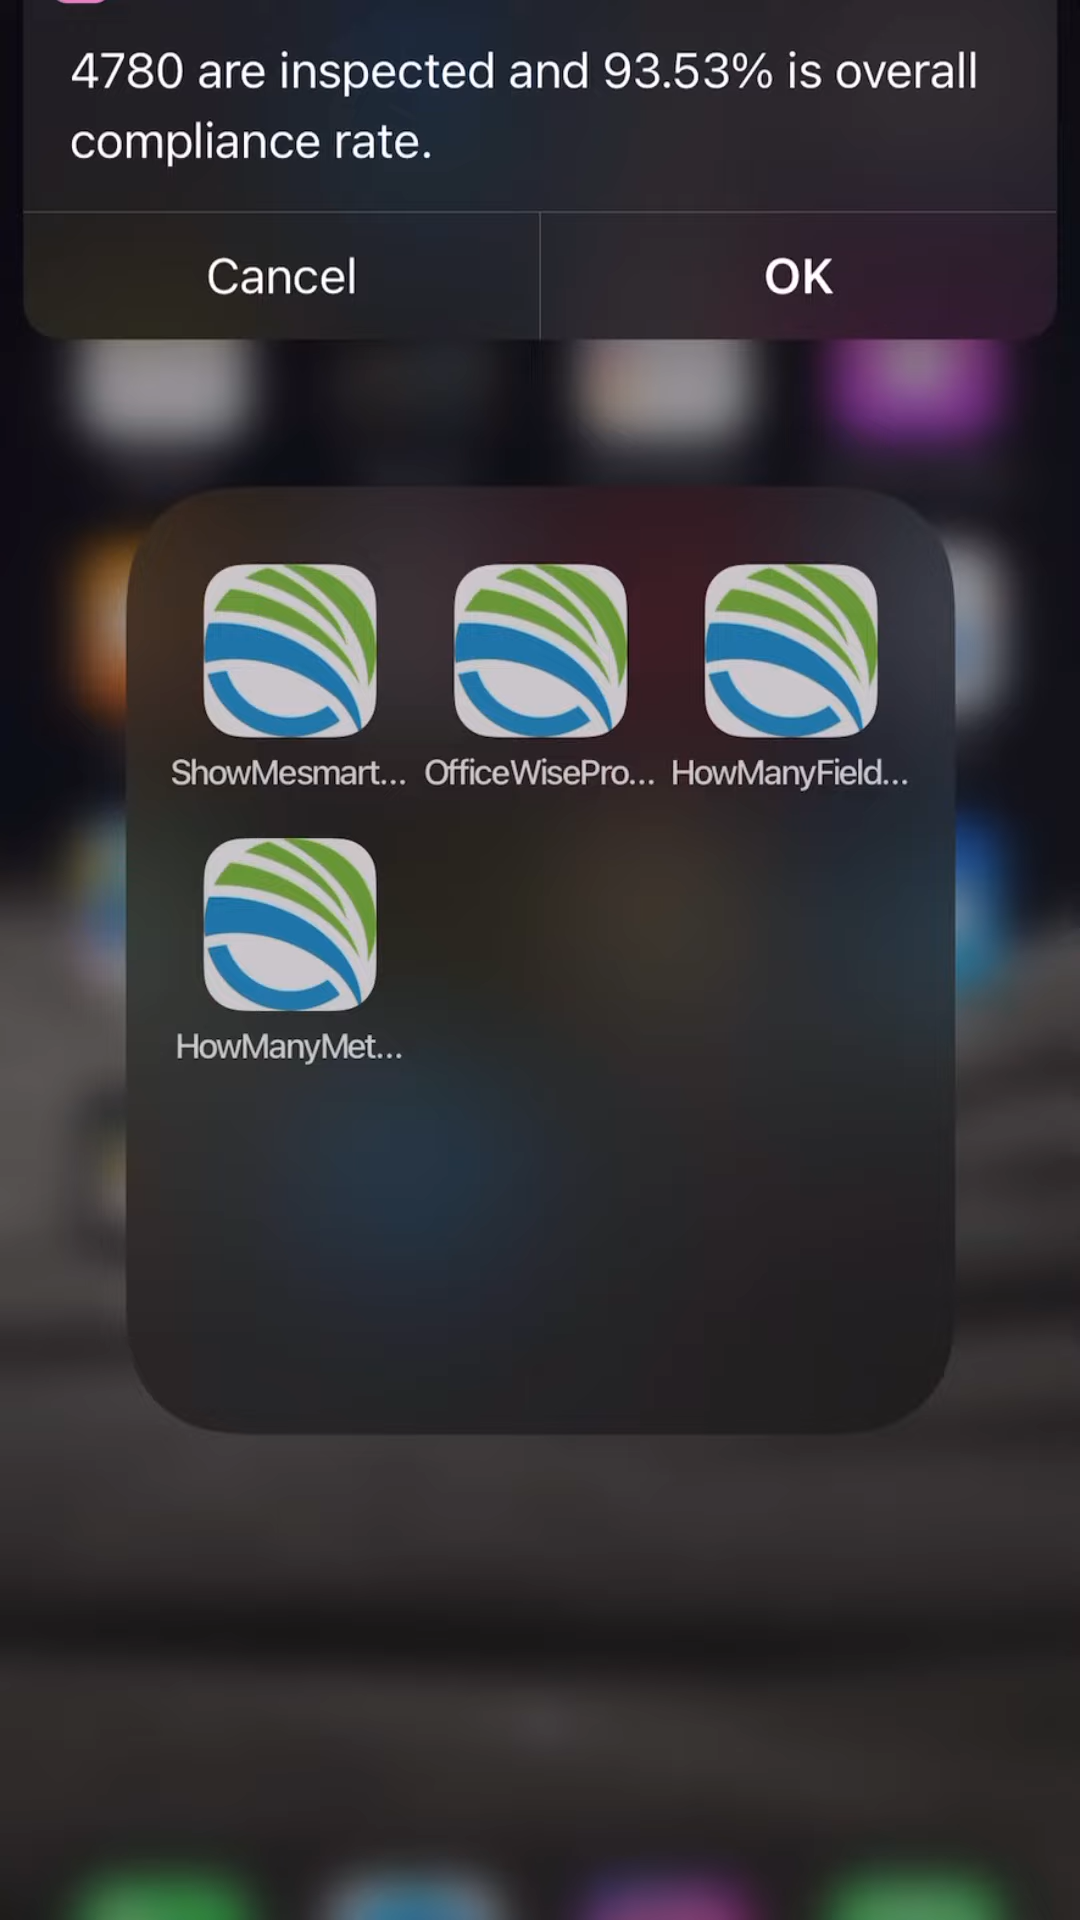 4780 are inspected and 93.53% is overall
compliance rate.
Cancel
OK
ShowMesmart...
OfficeWisePro...
HowManyField...
HowManyMet...